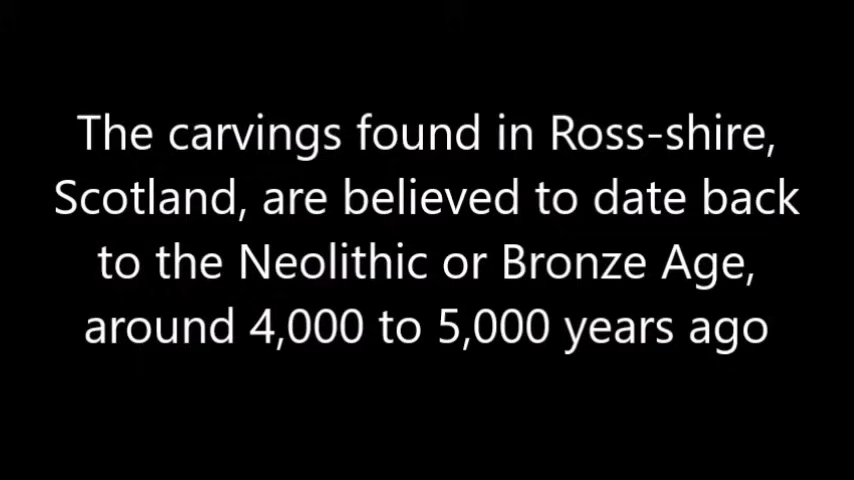 The carvings found in Ross-shire,
Scotland, are believed to date back
to the Neolithic or Bronze Age,
around 4,000 to 5,000 years ago